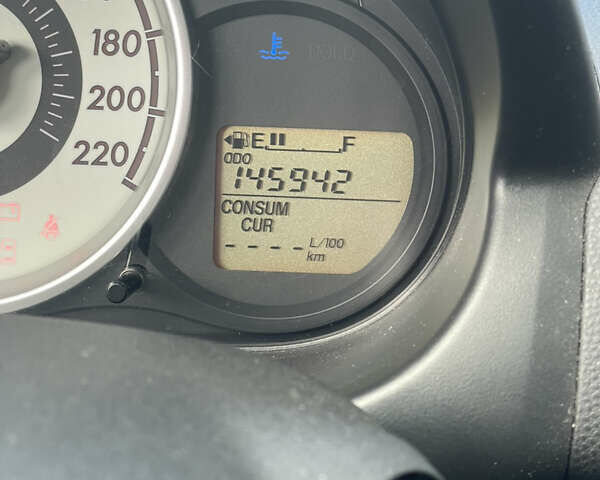 180
200
220
E F
ODO
145942
CONSUM
CUR
---- L/100
km